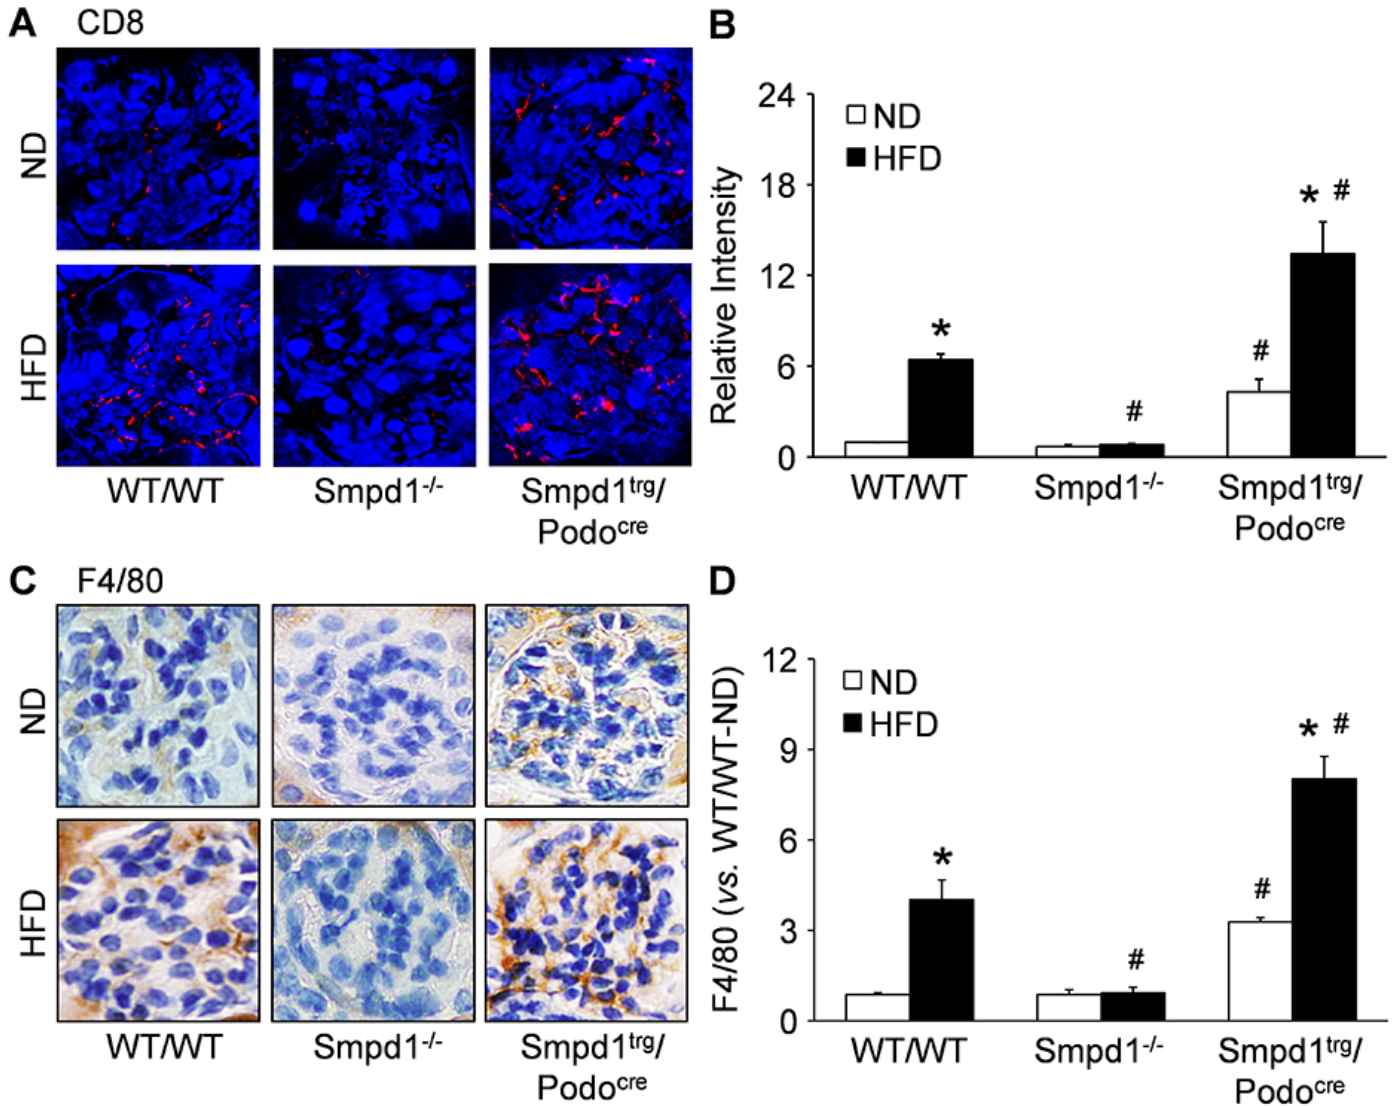 A CD8
ND
HFD
WT/WT Smpd1-/- Smpd1trg/
Podocre
B
24
18
12
6
0
Relative Intensity
ND
HFD
*
#
#
* #
WT/WT Smpd1-/- Smpd1trg/
Podocre
C F4/80
ND
HFD
WT/WT Smpd1-/- Smpd1trg/
Podocre
D
12
9
6
3
0
F4/80 (vs. WT/WT-ND)
ND
HFD
*
#
#
* #
WT/WT Smpd1-/- Smpd1trg/
Podocre